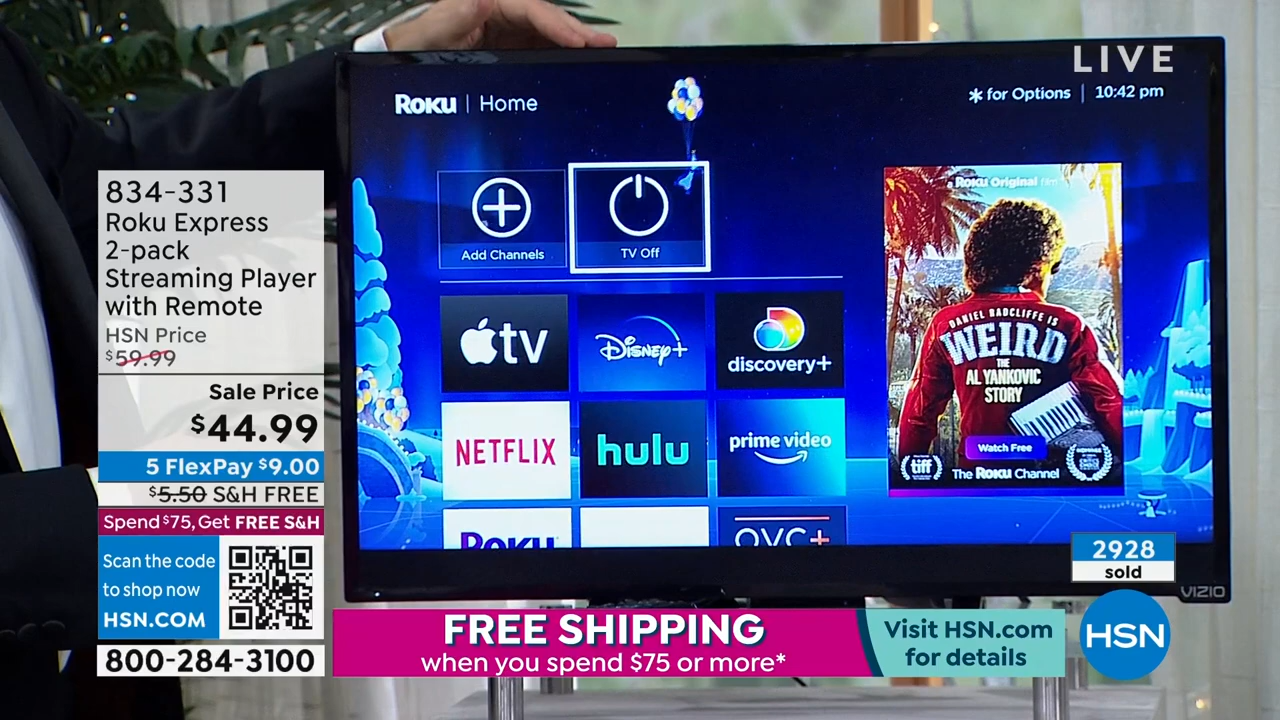 LIVE
Roku | Home
* for Options | 10:42 pm
834-331
Roku Express
2-pack
Streaming Player
with Remote
HSN Price
$59.99
Sale Price
$44.99
5 FlexPay $9.00
$5.50 S&H FREE
Spend $75, Get FREE S&H
Scan the code
to shop now
HSN.COM
800-284-3100
Add Channels
TV Off
tv
Disney+
discovery+
NETFLIX
hulu
prime video
Roku
QVC+
Roku Original film
DANIEL RADCLIFFE IS
WEIRD
THE
AL YANKOVIC
STORY
Watch Free
tiff
The Roku Channel
2928
sold
VIZIO
FREE SHIPPING
when you spend $75 or more*
Visit HSN.com
for details
HSN